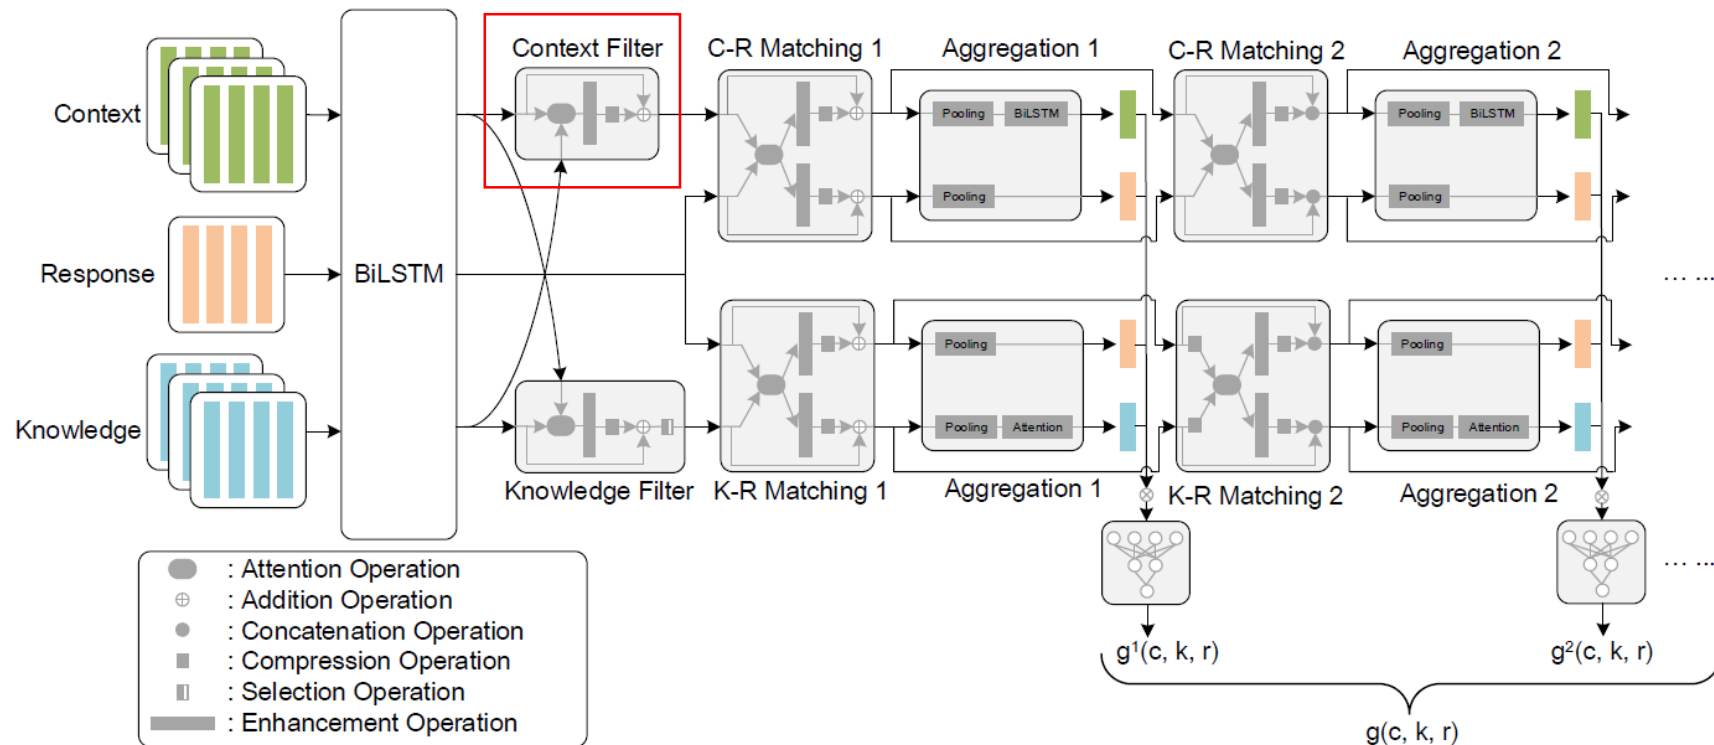 Context Filter
C-R Matching 1
Aggregation 1
C-R Matching 2
Aggregation 2
Context
Pooling
BiLSTM
Pooling
BiLSTM
Pooling
Pooling
Response
BiLSTM
... ...
Pooling
Pooling
Knowledge
Pooling
Attention
Pooling
Attention
Knowledge Filter
K-R Matching 1
Aggregation 1
K-R Matching 2
Aggregation 2
: Attention Operation
: Addition Operation
: Concatenation Operation
: Compression Operation
: Selection Operation
: Enhancement Operation
... ...
g¹(c, k, r)
g²(c, k, r)
g(c, k, r)